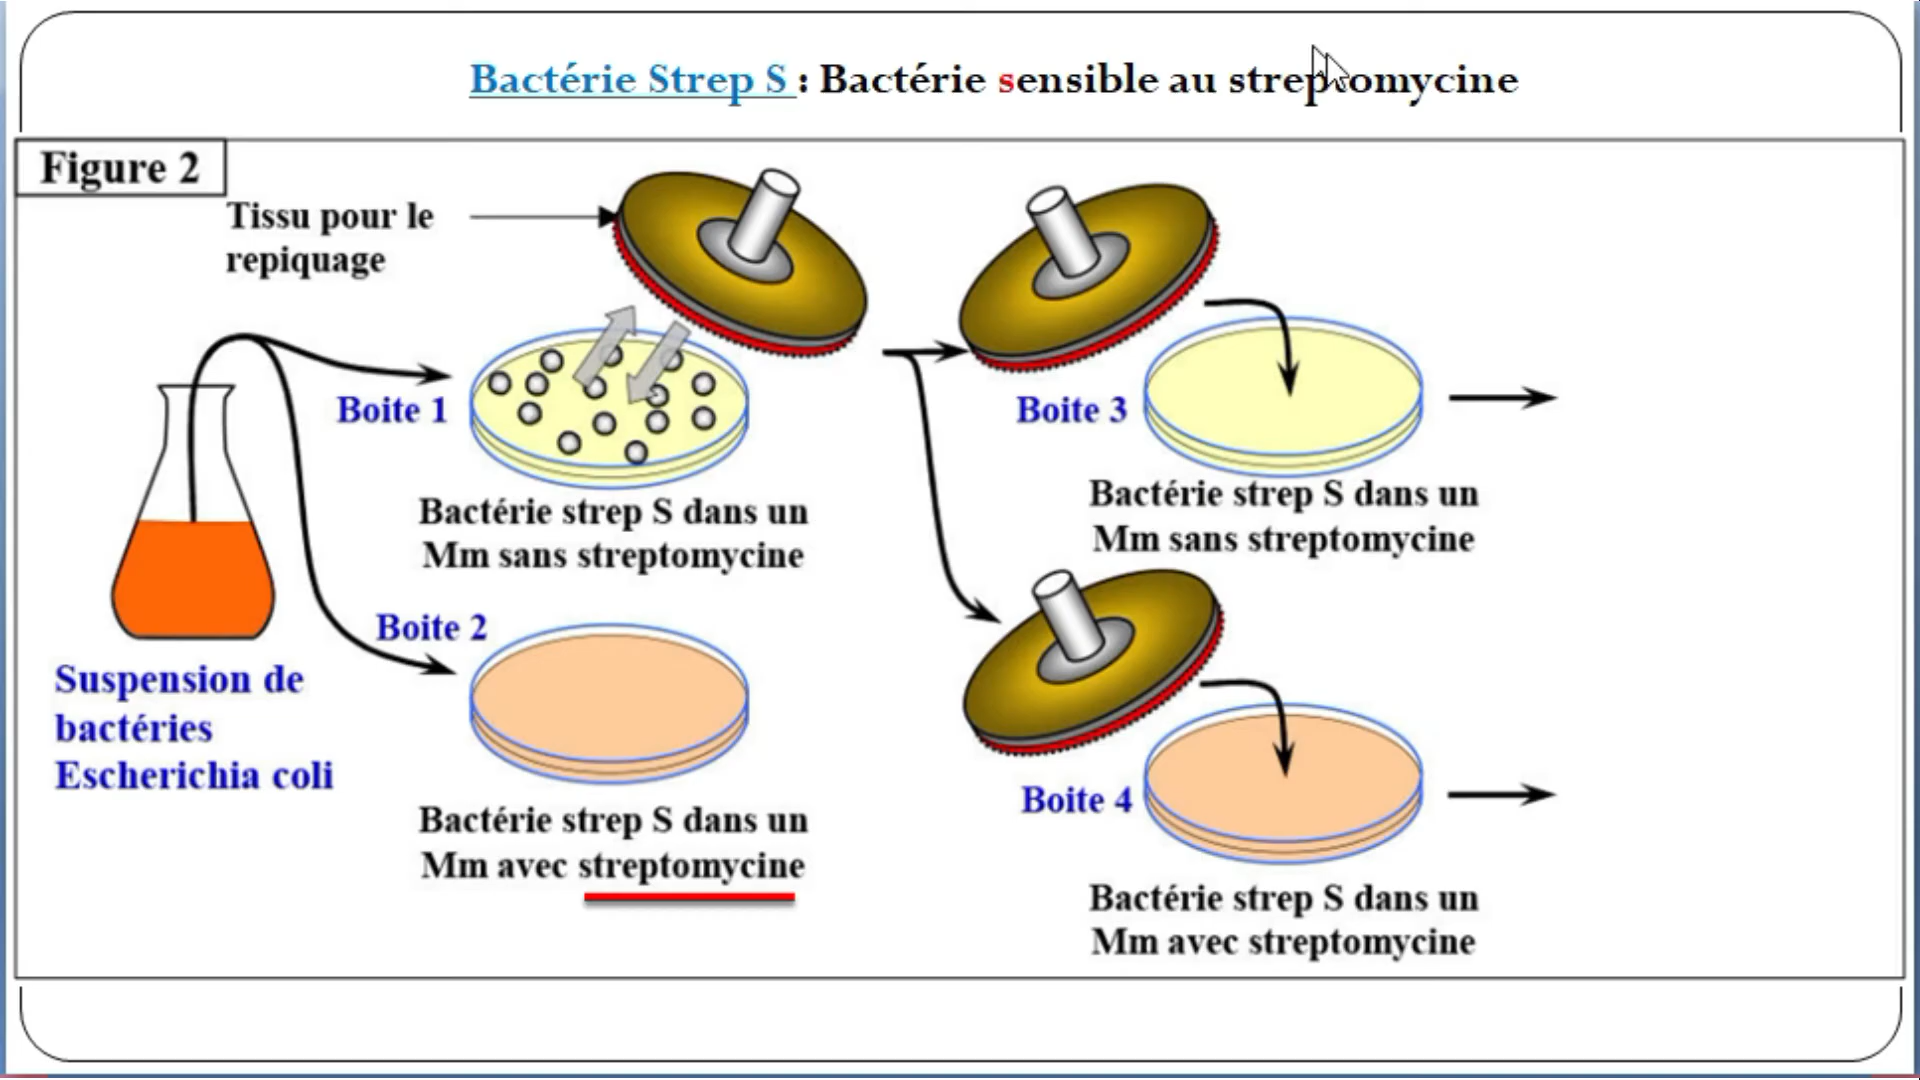 Bactérie Strep S : Bactérie sensible au streptomycine
Figure 2
Tissu pour le
repiquage
Boite 1
Bactérie strep S dans un
Mm sans streptomycine
Boite 2
Bactérie strep S dans un
Mm avec streptomycine
Suspension de
bactéries
Escherichia coli
Boite 3
Bactérie strep S dans un
Mm sans streptomycine
Boite 4
Bactérie strep S dans un
Mm avec streptomycine